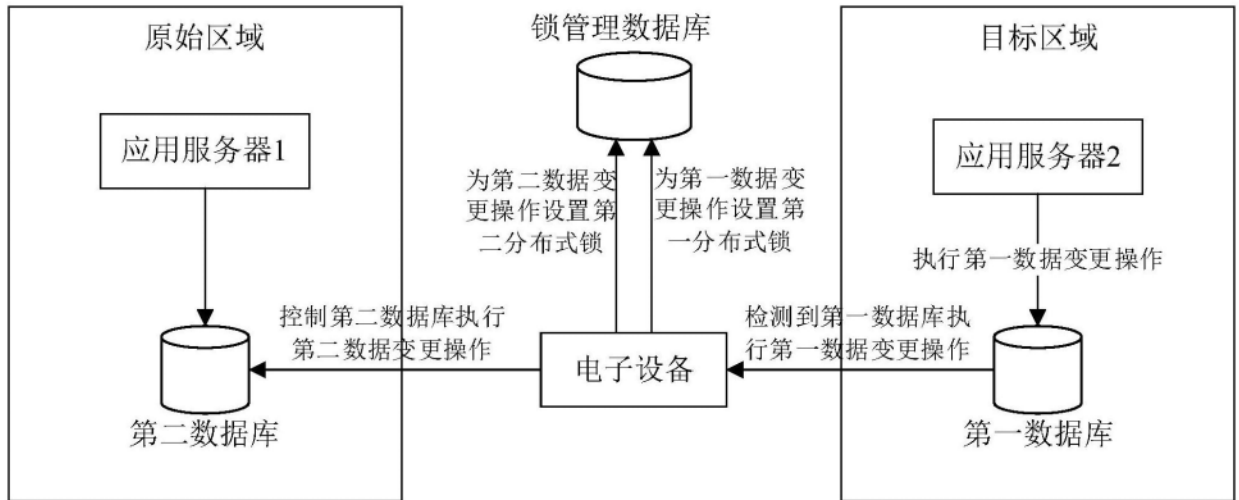 原始区域
锁管理数据库
目标区域
应用服务器1
应用服务器2
为第二数据变
更操作设置第
二分布式锁
为第一数据变
更操作设置第
一分布式锁
执行第一数据变更操作
控制第二数据库执行
第二数据变更操作
检测到第一数据库执
行第一数据变更操作
电子设备
第二数据库
第一数据库